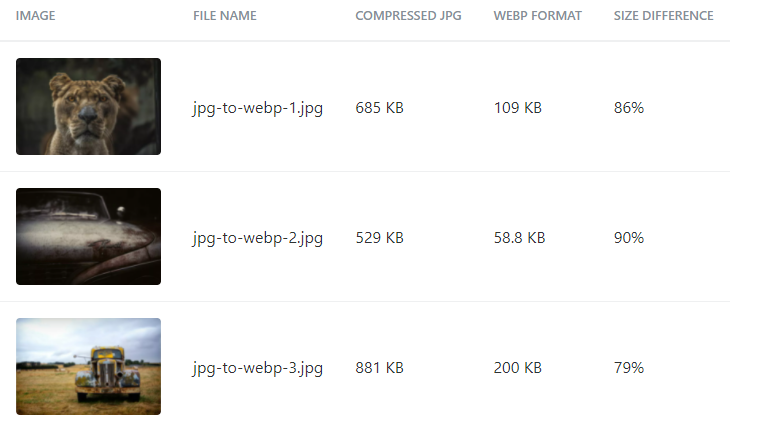 IMAGE FILE NAME COMPRESSED JPG WEBP FORMAT SIZE DIFFERENCE
jpg-to-webp-1.jpg 685 KB 109 KB 86%
jpg-to-webp-2.jpg 529 KB 58.8 KB 90%
jpg-to-webp-3.jpg 881 KB 200 KB 79%